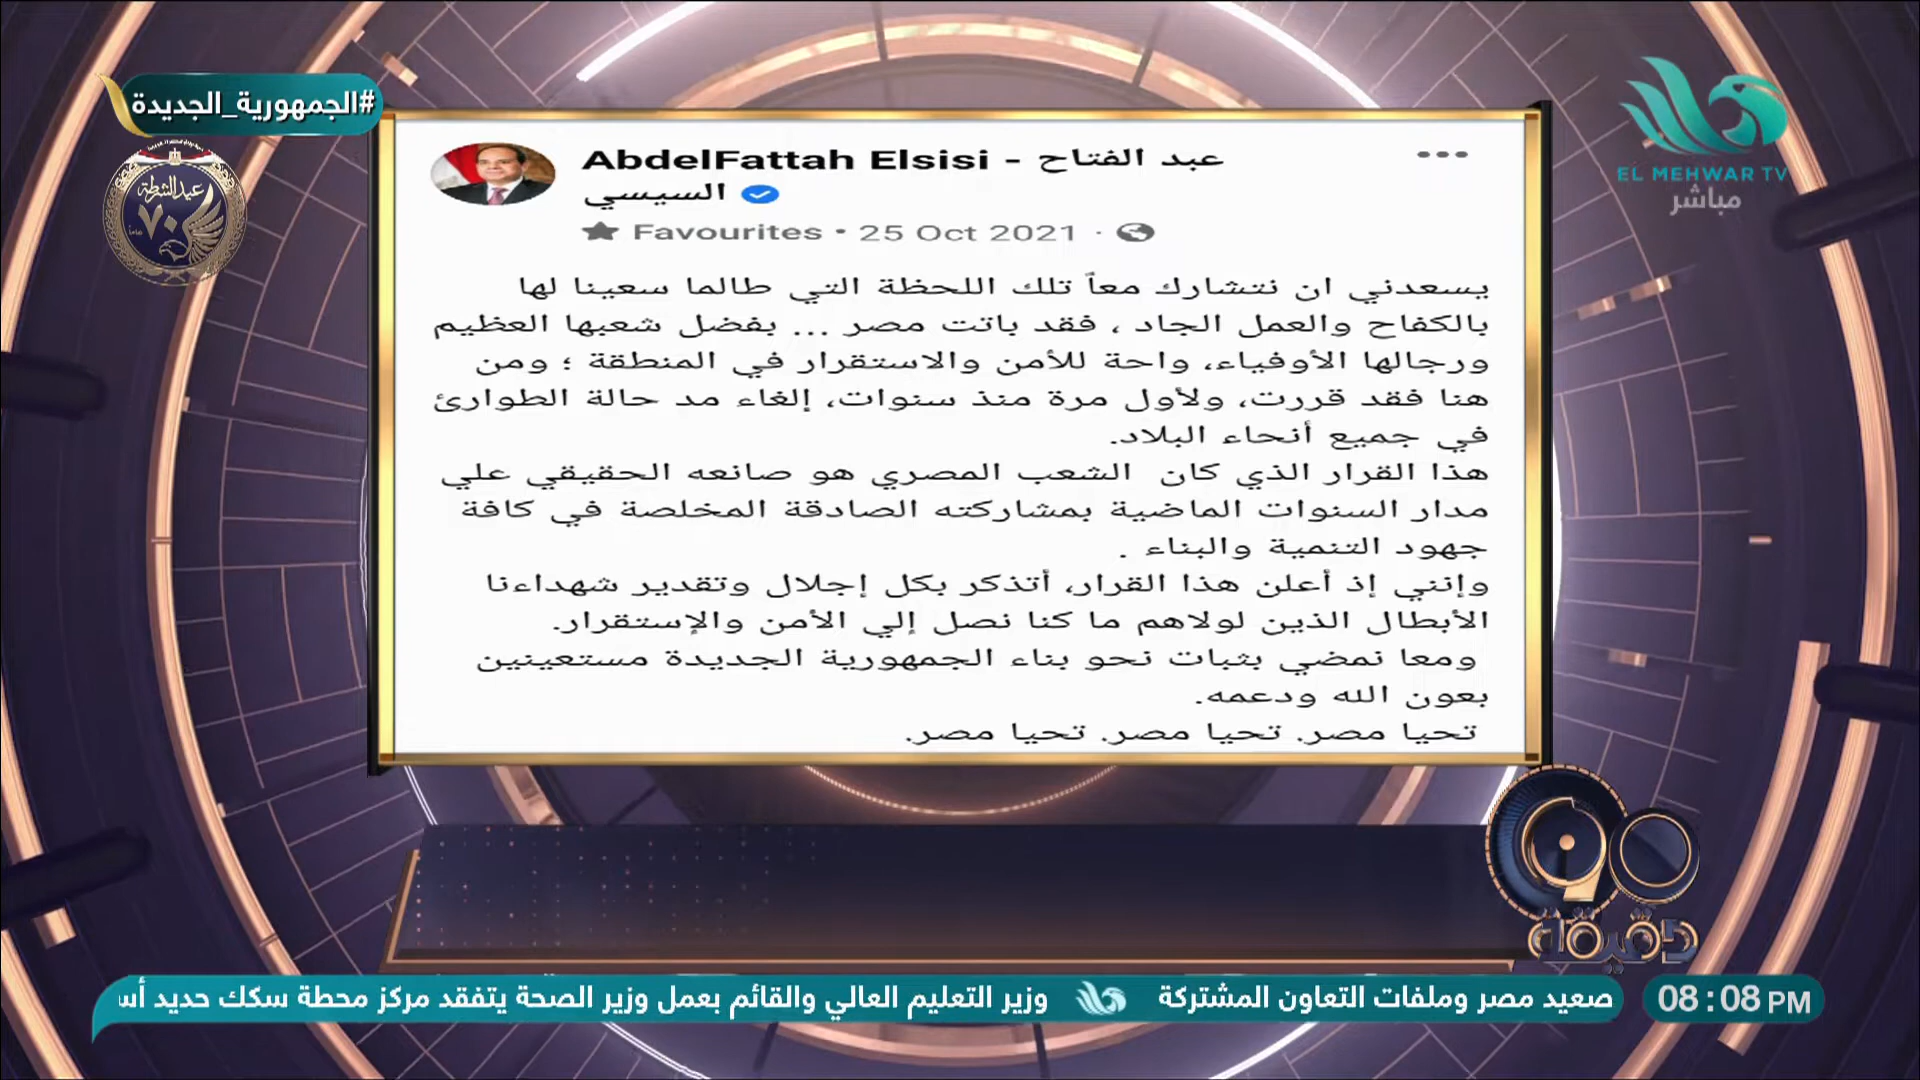 #الجمهورية_الجديدة
عيد الشرطة
٧٠
عاماً
EL MEHWAR TV
مباشر
AbdelFattah Elsisi - عبد الفتاح
السيسي
Favourites • 25 Oct 2021 ·
يسعدني ان نتشارك معاً تلك اللحظة التي طالما سعينا لها
بالكفاح والعمل الجاد ، فقد باتت مصر ... بفضل شعبها العظيم
ورجالها الأوفياء، واحة للأمن والاستقرار في المنطقة ؛ ومن
هنا فقد قررت، ولأول مرة منذ سنوات، إلغاء مد حالة الطوارئ
في جميع أنحاء البلاد.
هذا القرار الذي كان الشعب المصري هو صانعه الحقيقي علي
مدار السنوات الماضية بمشاركته الصادقة المخلصة في كافة
جهود التنمية والبناء .
وإنني إذ أعلن هذا القرار، أتذكر بكل إجلال وتقدير شهداءنا
الأبطال الذين لولاهم ما كنا نصل إلي الأمن والإستقرار.
ومعا نمضي بثبات نحو بناء الجمهورية الجديدة مستعينين
بعون الله ودعمه.
تحيا مصر. تحيا مصر. تحيا مصر.
90
دقيقة
صعيد مصر وملفات التعاون المشتركة وزير التعليم العالي والقائم بعمل وزير الصحة يتفقد مركز محطة سكك حديد أس
08:08 PM